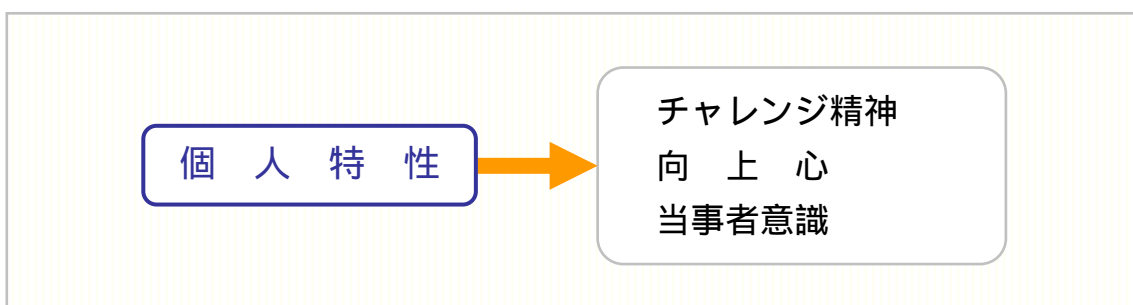 個 人 特 性
チャレンジ精神
向 上 心
当事者意識